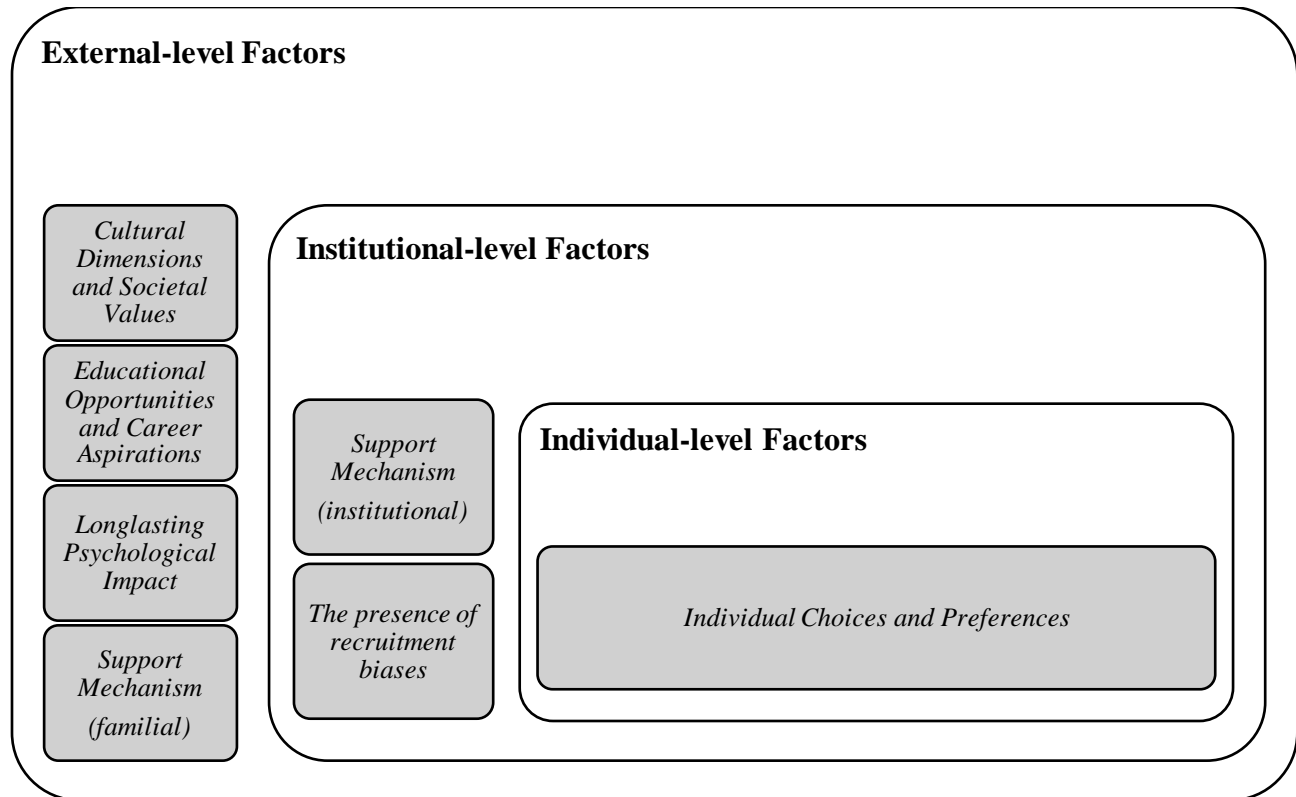 External-level Factors
Cultural
Dimensions
and Societal
Values
Educational
Opportunities
and Career
Aspirations
Longlasting
Psychological
Impact
Support
Mechanism
(familial)
Institutional-level Factors
Support
Mechanism
(institutional)
The presence of
recruitment
biases
Individual-level Factors
Individual Choices and Preferences